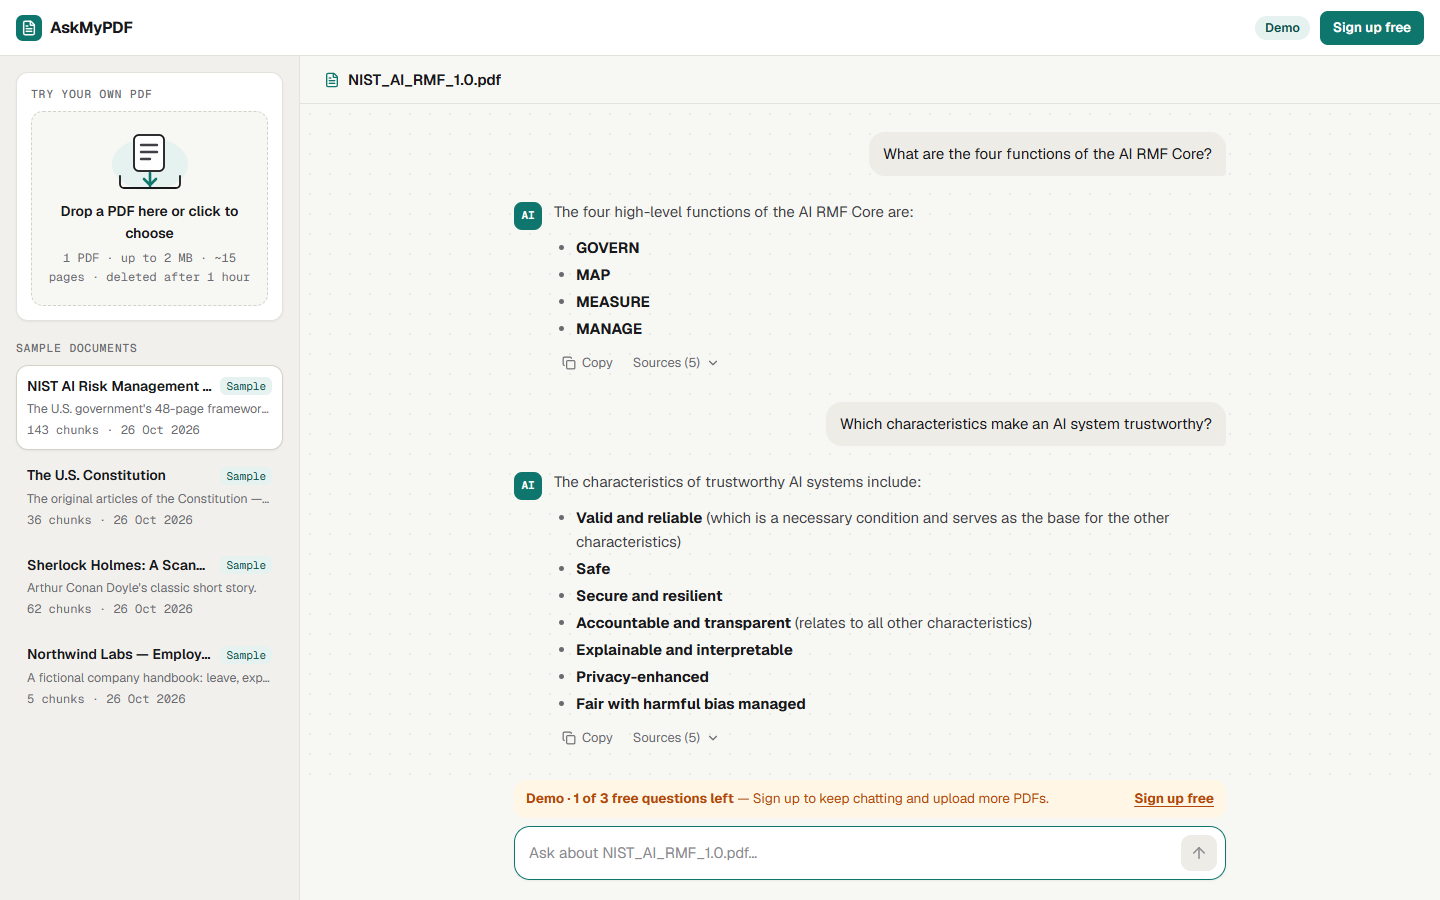 AskMyPDF
Demo
Sign up free
TRY YOUR OWN PDF
Drop a PDF here or click to
choose
1 PDF · up to 2 MB · ~15
pages · deleted after 1 hour
SAMPLE DOCUMENTS
NIST AI Risk Management ...
Sample
The U.S. government's 48-page framewor...
143 chunks · 26 Oct 2026
The U.S. Constitution
Sample
The original articles of the Constitution —...
36 chunks · 26 Oct 2026
Sherlock Holmes: A Scan...
Sample
Arthur Conan Doyle's classic short story.
62 chunks · 26 Oct 2026
Northwind Labs — Employ...
Sample
A fictional company handbook: leave, exp...
5 chunks · 26 Oct 2026
NIST_AI_RMF_1.0.pdf
What are the four functions of the AI RMF Core?
AI
The four high-level functions of the AI RMF Core are:
• GOVERN
• MAP
• MEASURE
• MANAGE
Copy
Sources (5)
Which characteristics make an AI system trustworthy?
AI
The characteristics of trustworthy AI systems include:
• Valid and reliable (which is a necessary condition and serves as the base for the other
characteristics)
• Safe
• Secure and resilient
• Accountable and transparent (relates to all other characteristics)
• Explainable and interpretable
• Privacy-enhanced
• Fair with harmful bias managed
Copy
Sources (5)
Demo · 1 of 3 free questions left — Sign up to keep chatting and upload more PDFs.
Sign up free
Ask about NIST_AI_RMF_1.0.pdf...